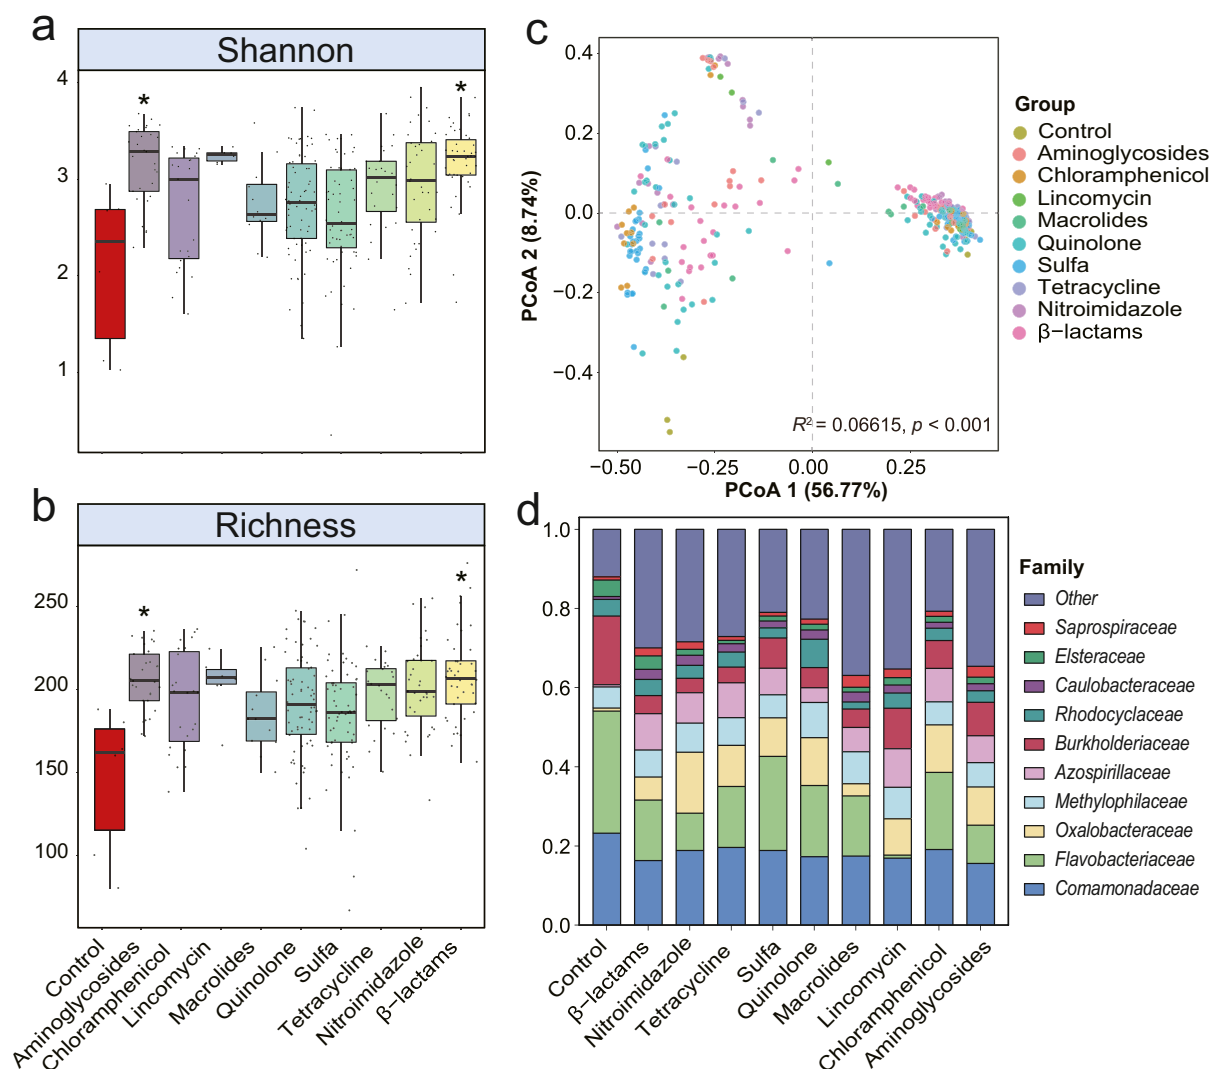 a
Shannon
4
3
2
1
*
*
b
Richness
250
200
150
100
*
*
Control
Aminoglycosides
Chloramphenicol
Lincomycin
Macrolides
Quinolone
Sulfa
Tetracycline
Nitroimidazole
β−lactams
c
0.4
0.2
0.0
−0.2
−0.4
PCoA 2 (8.74%)
R² = 0.06615, p < 0.001
−0.50
−0.25
0.00
0.25
PCoA 1 (56.77%)
Group
Control
Aminoglycosides
Chloramphenicol
Lincomycin
Macrolides
Quinolone
Sulfa
Tetracycline
Nitroimidazole
β−lactams
d
1.0
0.8
0.6
0.4
0.2
0.0
Control
β−lactams
Nitroimidazole
Tetracycline
Sulfa
Quinolone
Macrolides
Lincomycin
Chloramphenicol
Aminoglycosides
Family
Other
Saprospiraceae
Elsteraceae
Caulobacteraceae
Rhodocyclaceae
Burkholderiaceae
Azospirillaceae
Methylophilaceae
Oxalobacteraceae
Flavobacteriaceae
Comamonadaceae